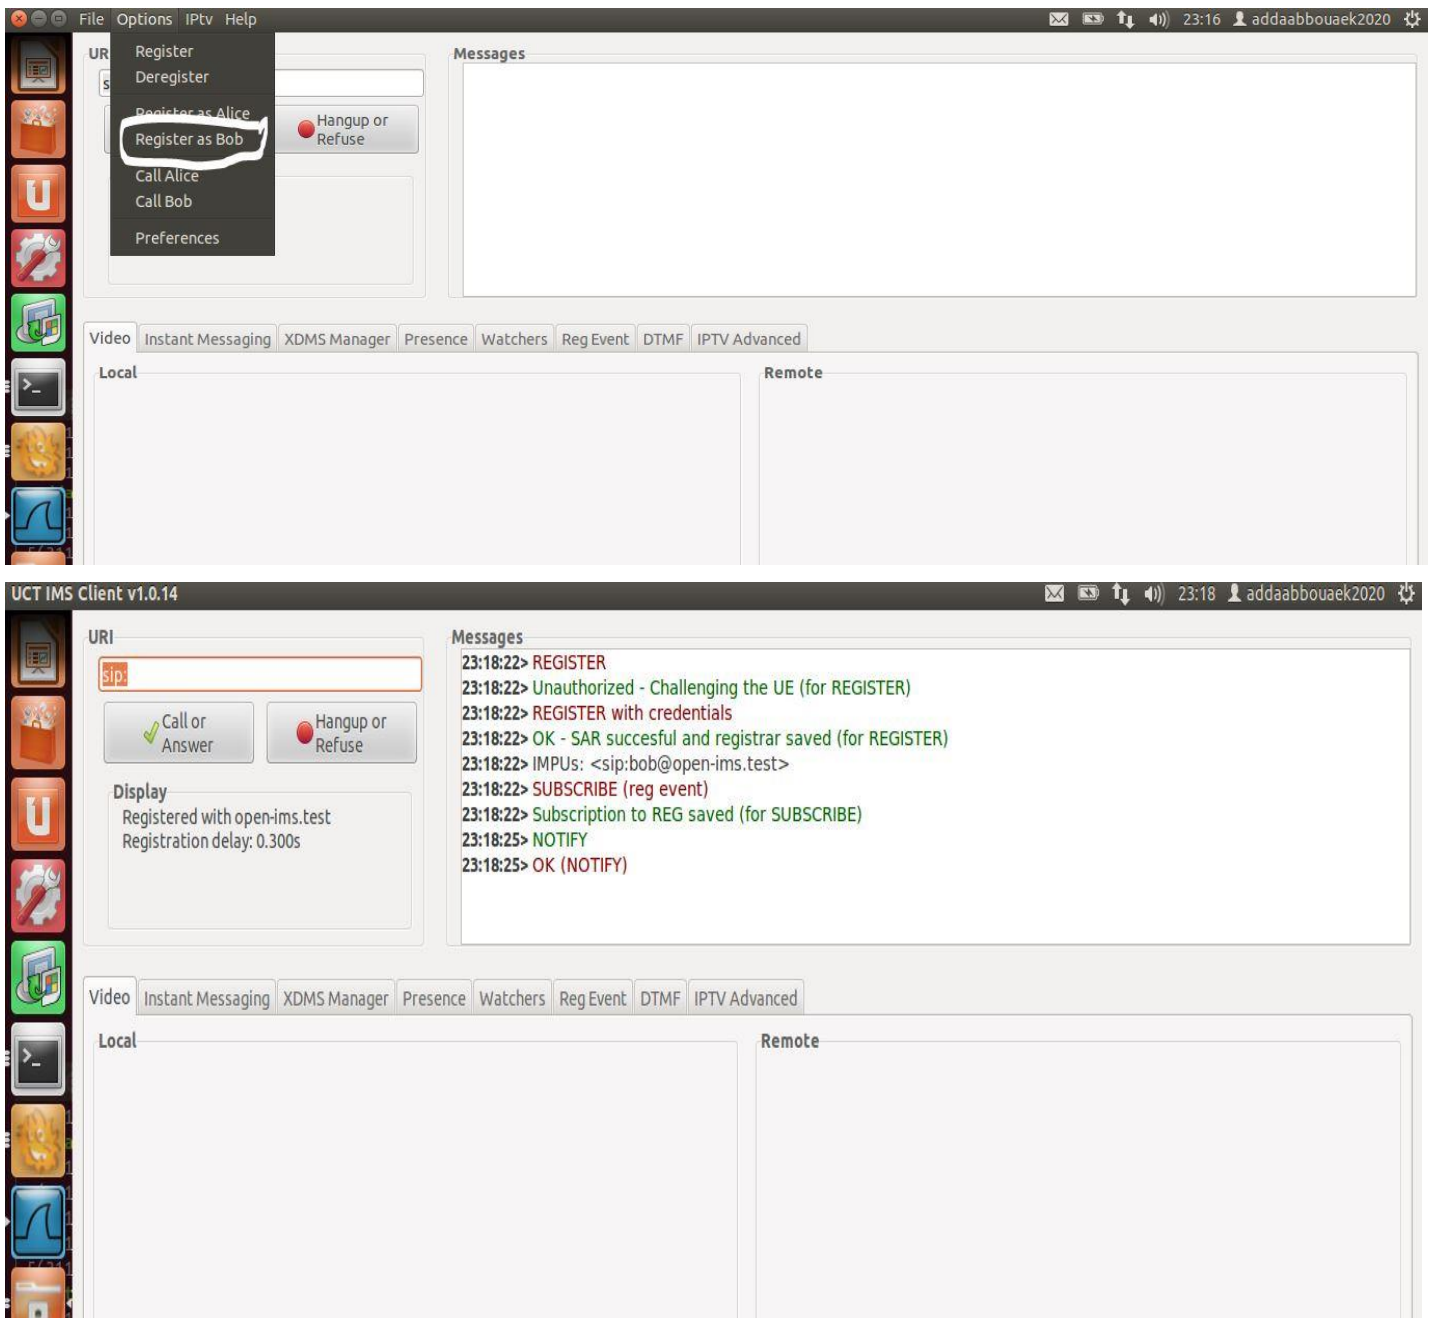 File Options IPtv Help 23:16 addaabbouaek2020
Register
Deregister
Register as Alice
Register as Bob
Call Alice
Call Bob
Preferences
UR
s
Hangup or
Refuse
Messages
Video Instant Messaging XDMS Manager Presence Watchers Reg Event DTMF IPTV Advanced
Local
Remote
UCT IMS Client v1.0.14 23:18 addaabbouaek2020
URI
sip:
Call or
Answer
Hangup or
Refuse
Display
Registered with open-ims.test
Registration delay: 0.300s
Messages
23:18:22> REGISTER
23:18:22> Unauthorized - Challenging the UE (for REGISTER)
23:18:22> REGISTER with credentials
23:18:22> OK - SAR succesful and registrar saved (for REGISTER)
23:18:22> IMPUs: <sip:bob@open-ims.test>
23:18:22> SUBSCRIBE (reg event)
23:18:22> Subscription to REG saved (for SUBSCRIBE)
23:18:25> NOTIFY
23:18:25> OK (NOTIFY)
Video Instant Messaging XDMS Manager Presence Watchers Reg Event DTMF IPTV Advanced
Local
Remote